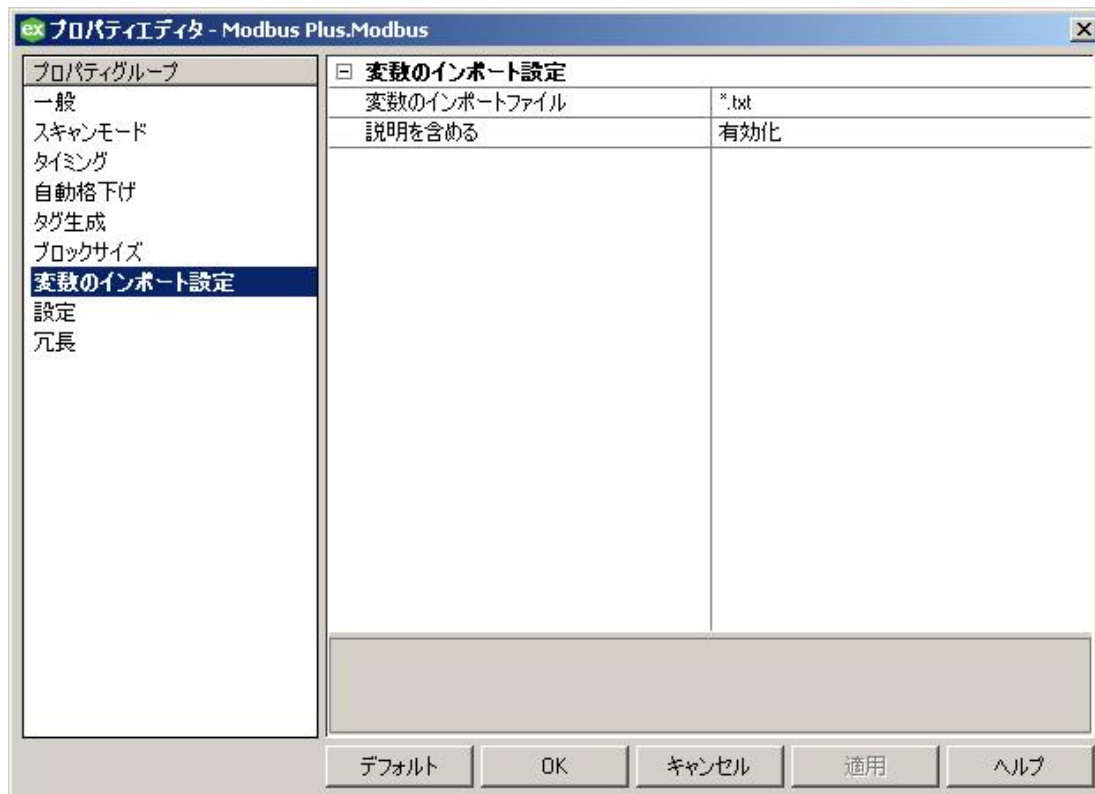 ex プロパティエディタ - Modbus Plus.Modbus
プロパティグループ
一般
スキャンモード
タイミング
自動格下げ
タグ生成
ブロックサイズ
変数のインポート設定
設定
冗長
変数のインポート設定
変数のインポートファイル *.txt
説明を含める 有効化
デフォルト OK キャンセル 適用 ヘルプ